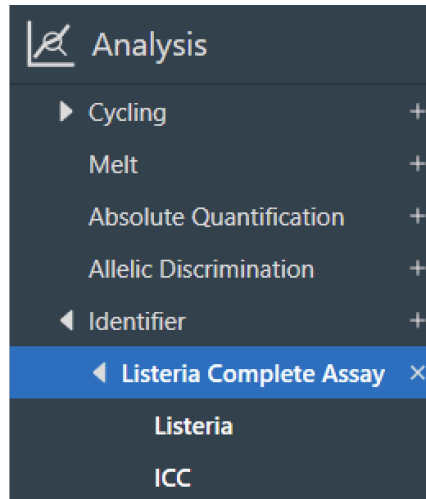 Analysis
Cycling +
Melt +
Absolute Quantification +
Allelic Discrimination +
Identifier +
Listeria Complete Assay ×
Listeria
ICC